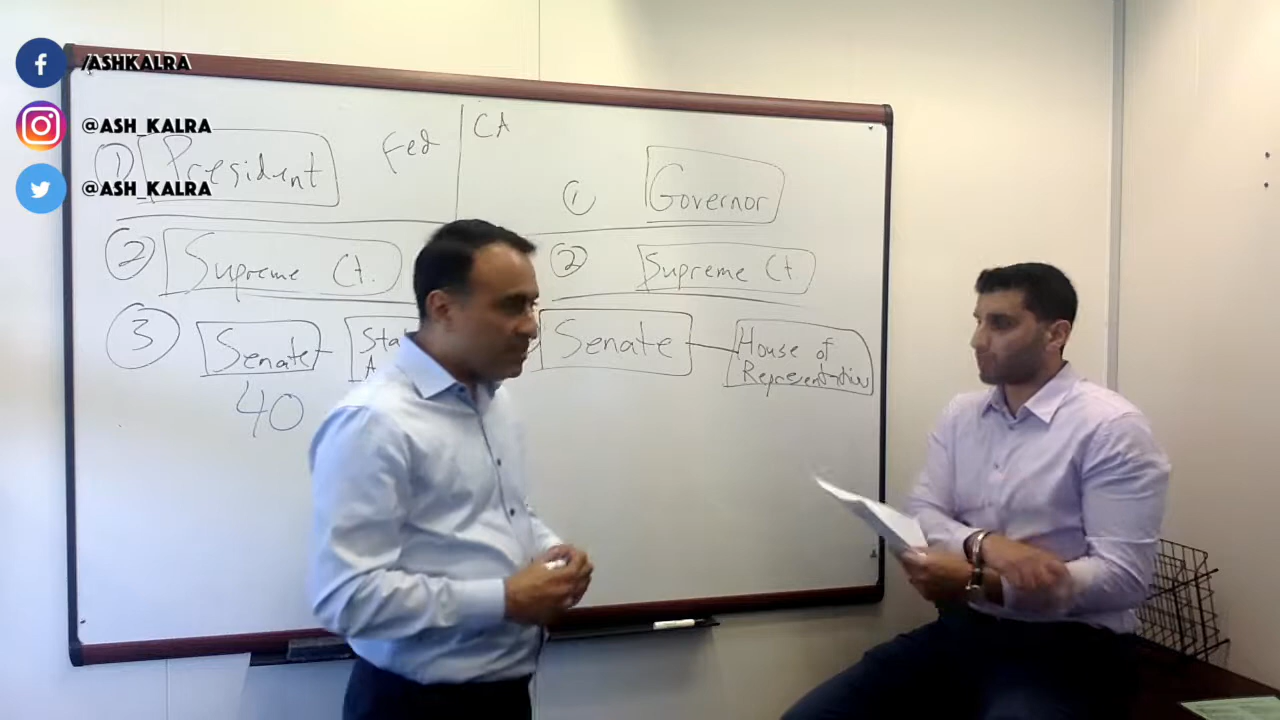 /ASHKALRA
@ASH_KALRA
@ASH_KALRA
Fed
CA
1 President
1 Governor
2 Supreme Ct.
2 Supreme Ct.
3 Senate
Senate
House of
Representatives
40